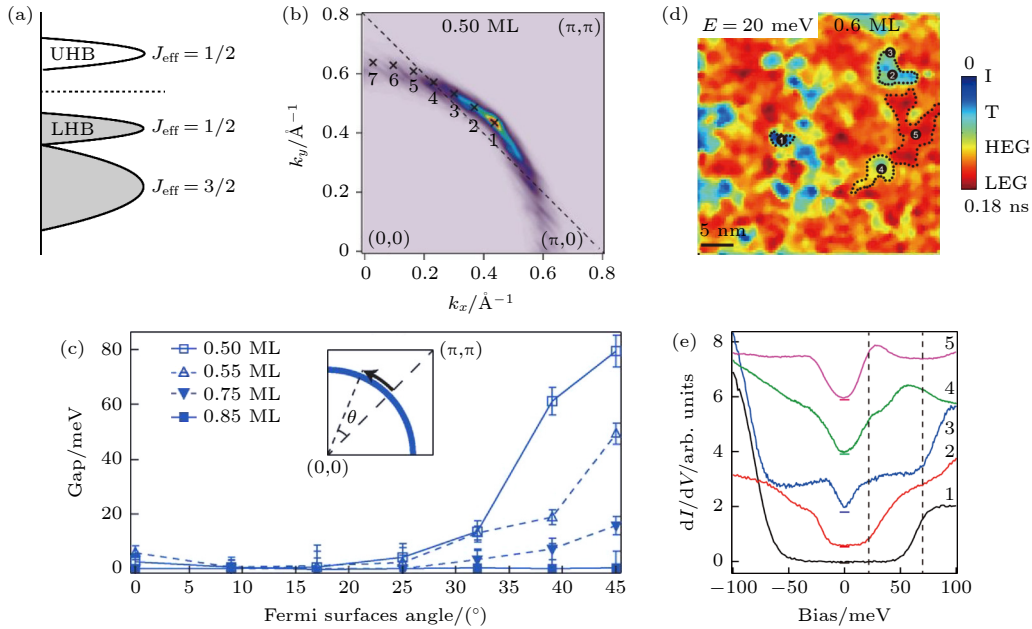 (a)
UHB
J_eff = 1/2
LHB
J_eff = 1/2
J_eff = 3/2
(b)
0.50 ML
(π,π)
0.8
0.6
0.4
0.2
0
k_y/Å⁻¹
7
6
5
4
3
2
1
(0,0)
(π,0)
0
0.2
0.4
0.6
0.8
k_x/Å⁻¹
(d)
E = 20 meV
0.6 ML
3
2
1
5
4
5 nm
0
I
T
HEG
LEG
0.18 ns
(c)
0.50 ML
0.55 ML
0.75 ML
0.85 ML
(π,π)
θ
(0,0)
80
60
40
20
0
Gap/meV
0
5
10
15
20
25
30
35
40
45
Fermi surfaces angle/(°)
(e)
8
6
4
2
0
dI/dV/arb. units
5
4
3
2
1
−100
−50
0
50
100
Bias/meV